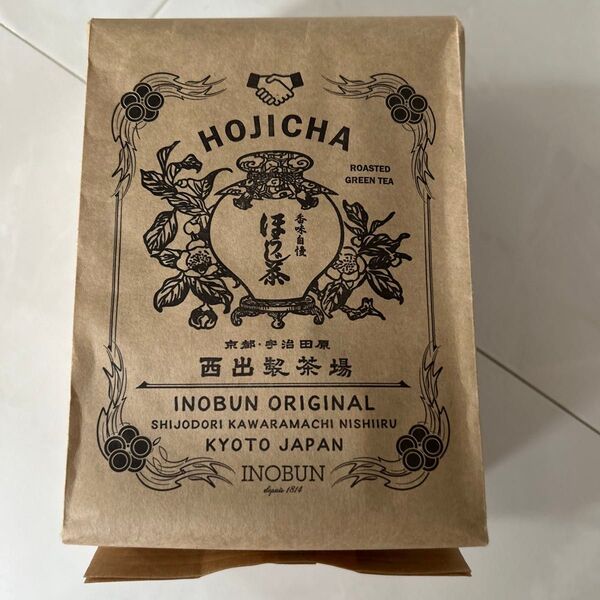 HOJICHA
ROASTED
GREEN TEA
香味自慢
ほうじ茶
京都・宇治田原
西出製茶場
INOBUN ORIGINAL
SHIJODORI KAWARAMACHI NISHIIRU
KYOTO JAPAN
INOBUN
depuis 1814